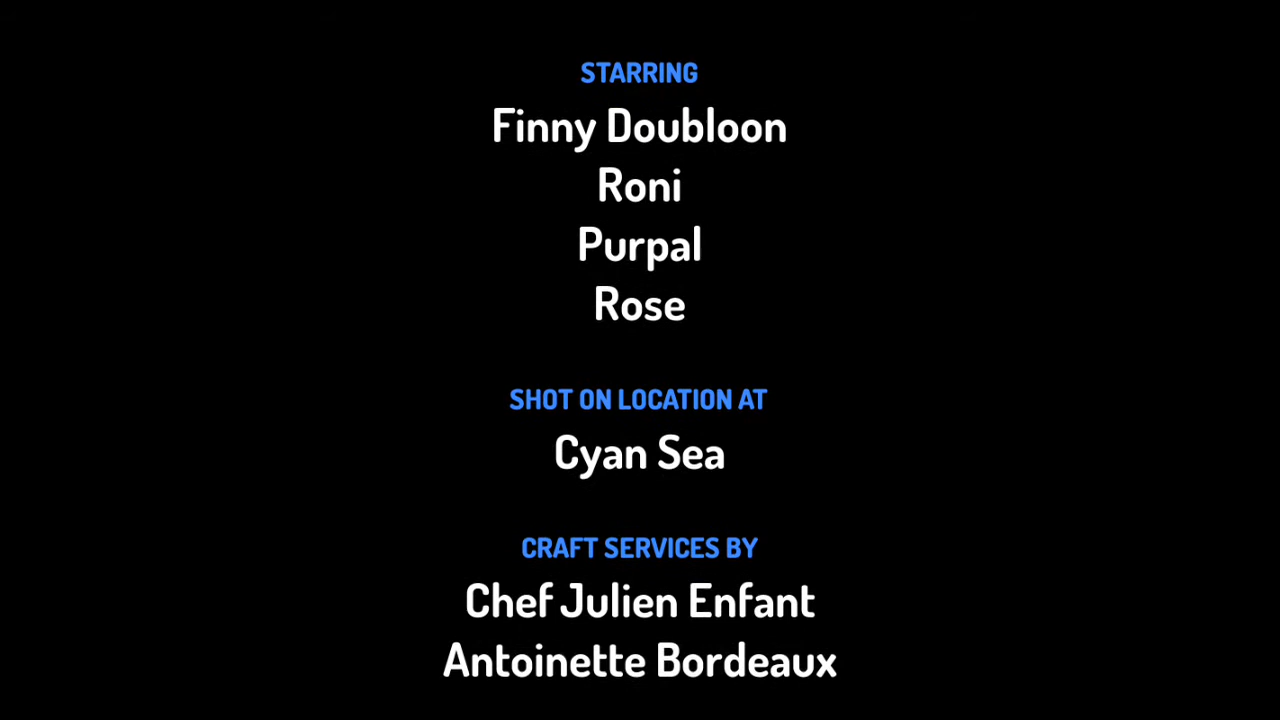 STARRING
Finny Doubloon
Roni
Purpal
Rose
SHOT ON LOCATION AT
Cyan Sea
CRAFT SERVICES BY
Chef Julien Enfant
Antoinette Bordeaux